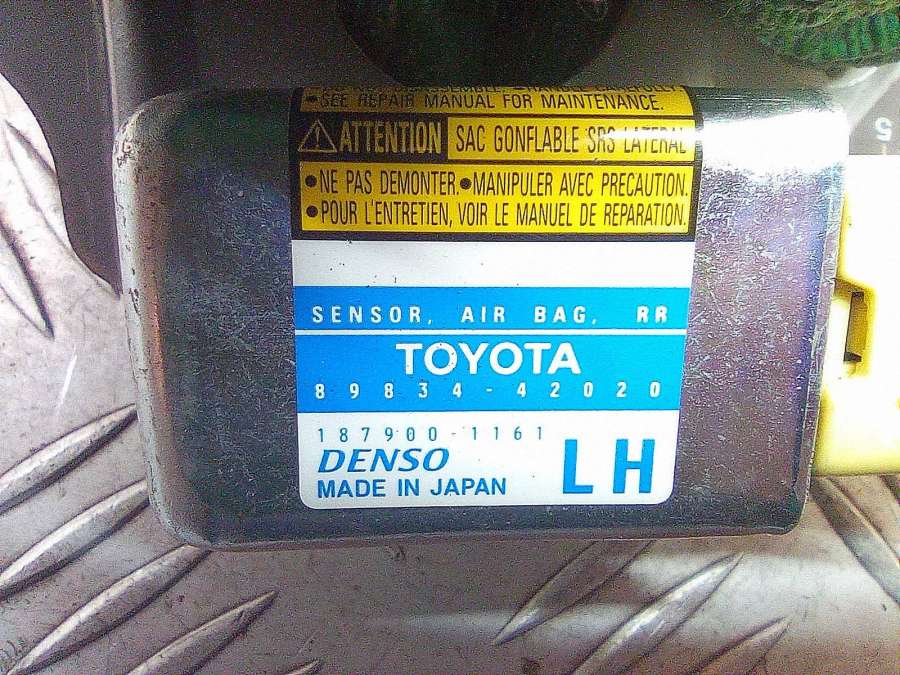 •SEE REPAIR MANUAL FOR MAINTENANCE.
ATTENTION SAC GONFLABLE SRS LATERAL
•NE PAS DEMONTER.•MANIPULER AVEC PRECAUTION.
•POUR L'ENTRETIEN, VOIR LE MANUEL DE REPARATION.
SENSOR, AIR BAG, RR
TOYOTA
89834-42020
187900-1161
DENSO
MADE IN JAPAN
LH
5